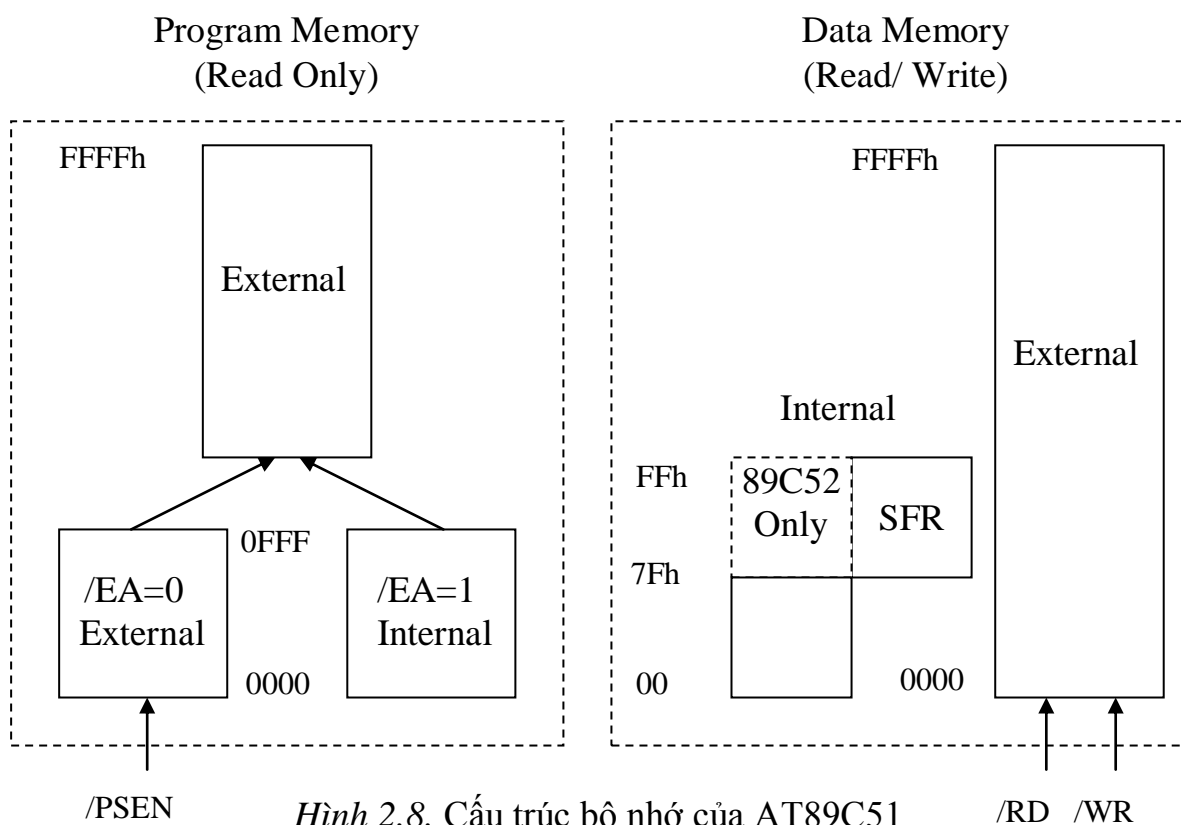 Program Memory
(Read Only)
FFFFh
External
0FFF
/EA=0
External
/EA=1
Internal
0000
/PSEN
Data Memory
(Read/ Write)
FFFFh
External
Internal
FFh
89C52
Only
SFR
7Fh
00
0000
/RD /WR
Hình 2.8. Cấu trúc bộ nhớ của AT89C51